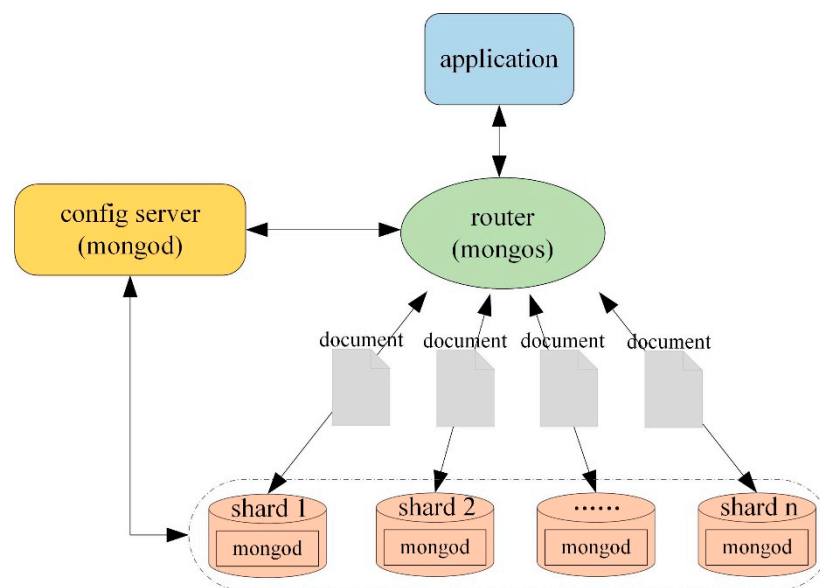 application
config server
(mongod)
router
(mongos)
document
document
document
document
shard 1
shard 2
······
shard n
mongod
mongod
mongod
mongod